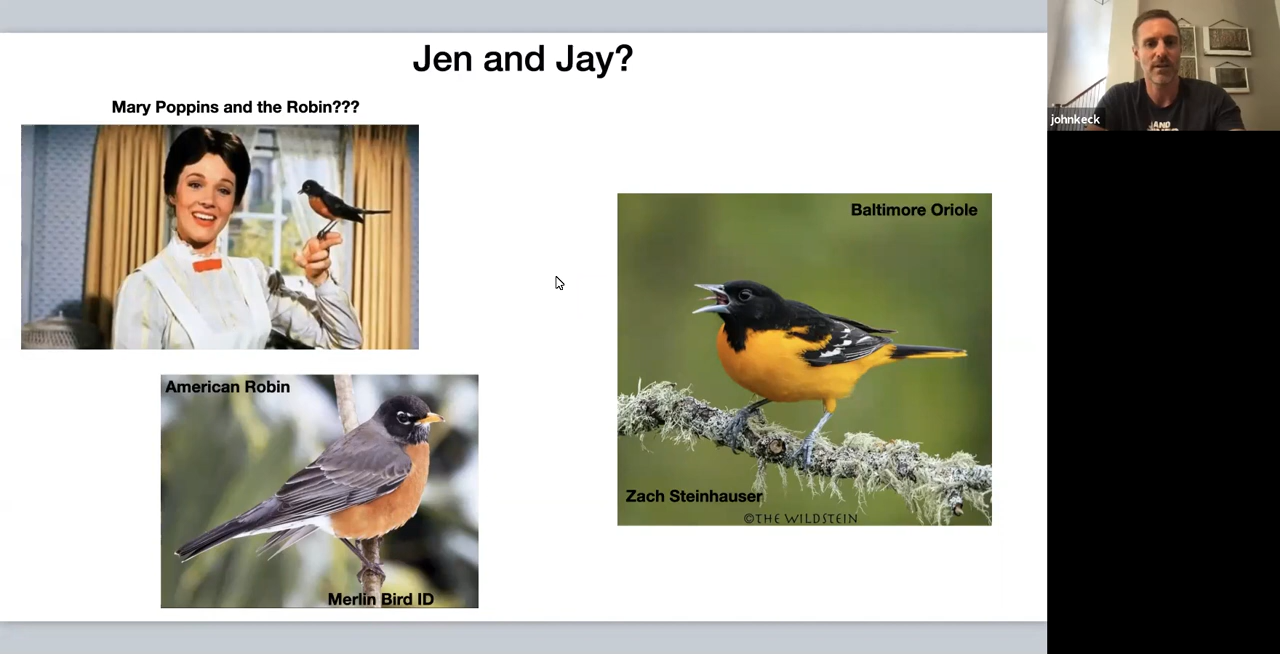 Jen and Jay?
Mary Poppins and the Robin???
Baltimore Oriole
American Robin
Zach Steinhauser
©THE WILDSTEIN
Merlin Bird ID
johnkeck
AND